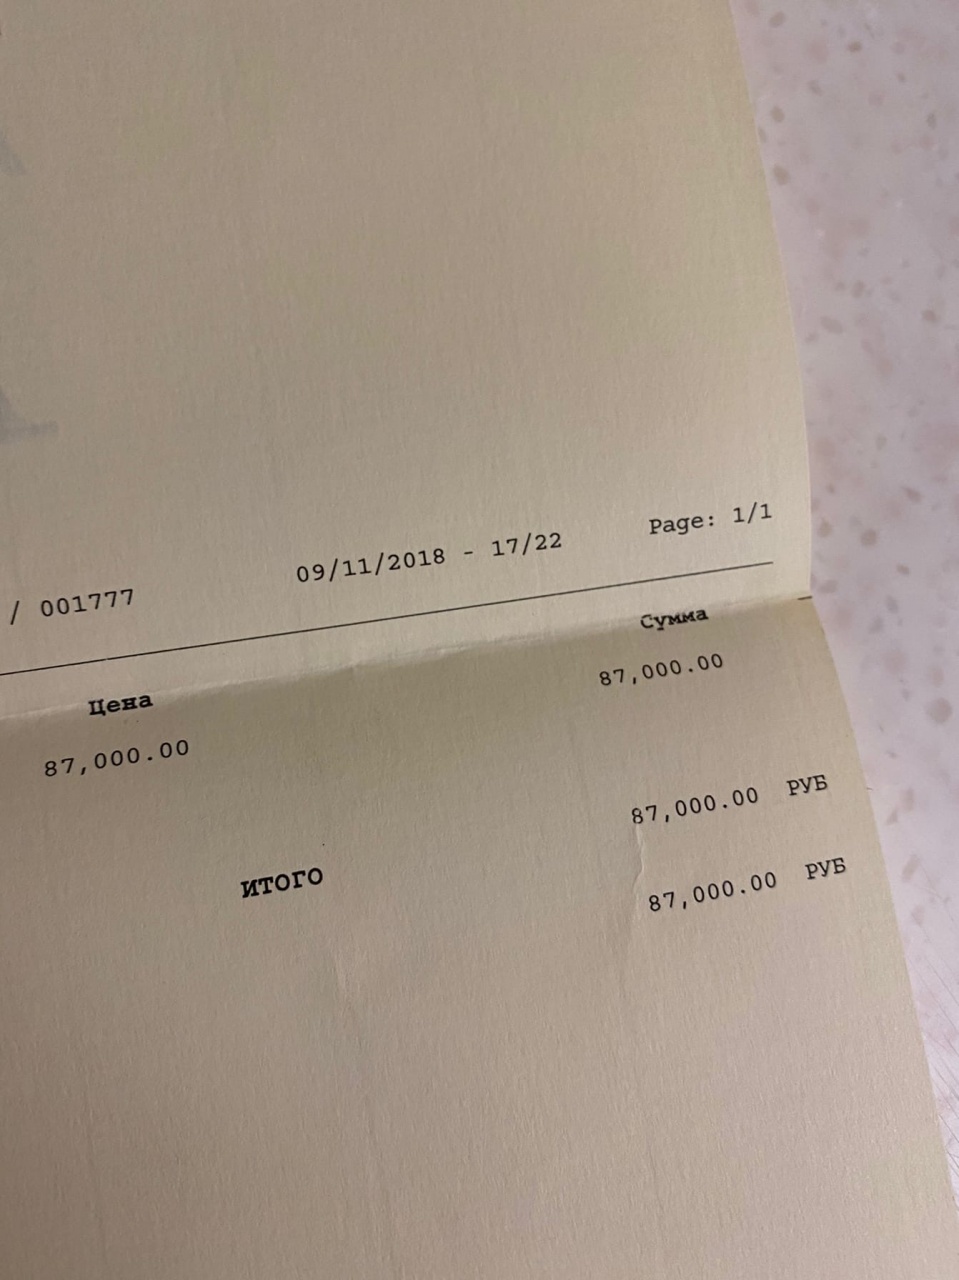 / 001777 09/11/2018 - 17/22 Page: 1/1
Цена Сумма
87,000.00 87,000.00
87,000.00 РУБ
ИТОГО 87,000.00 РУБ